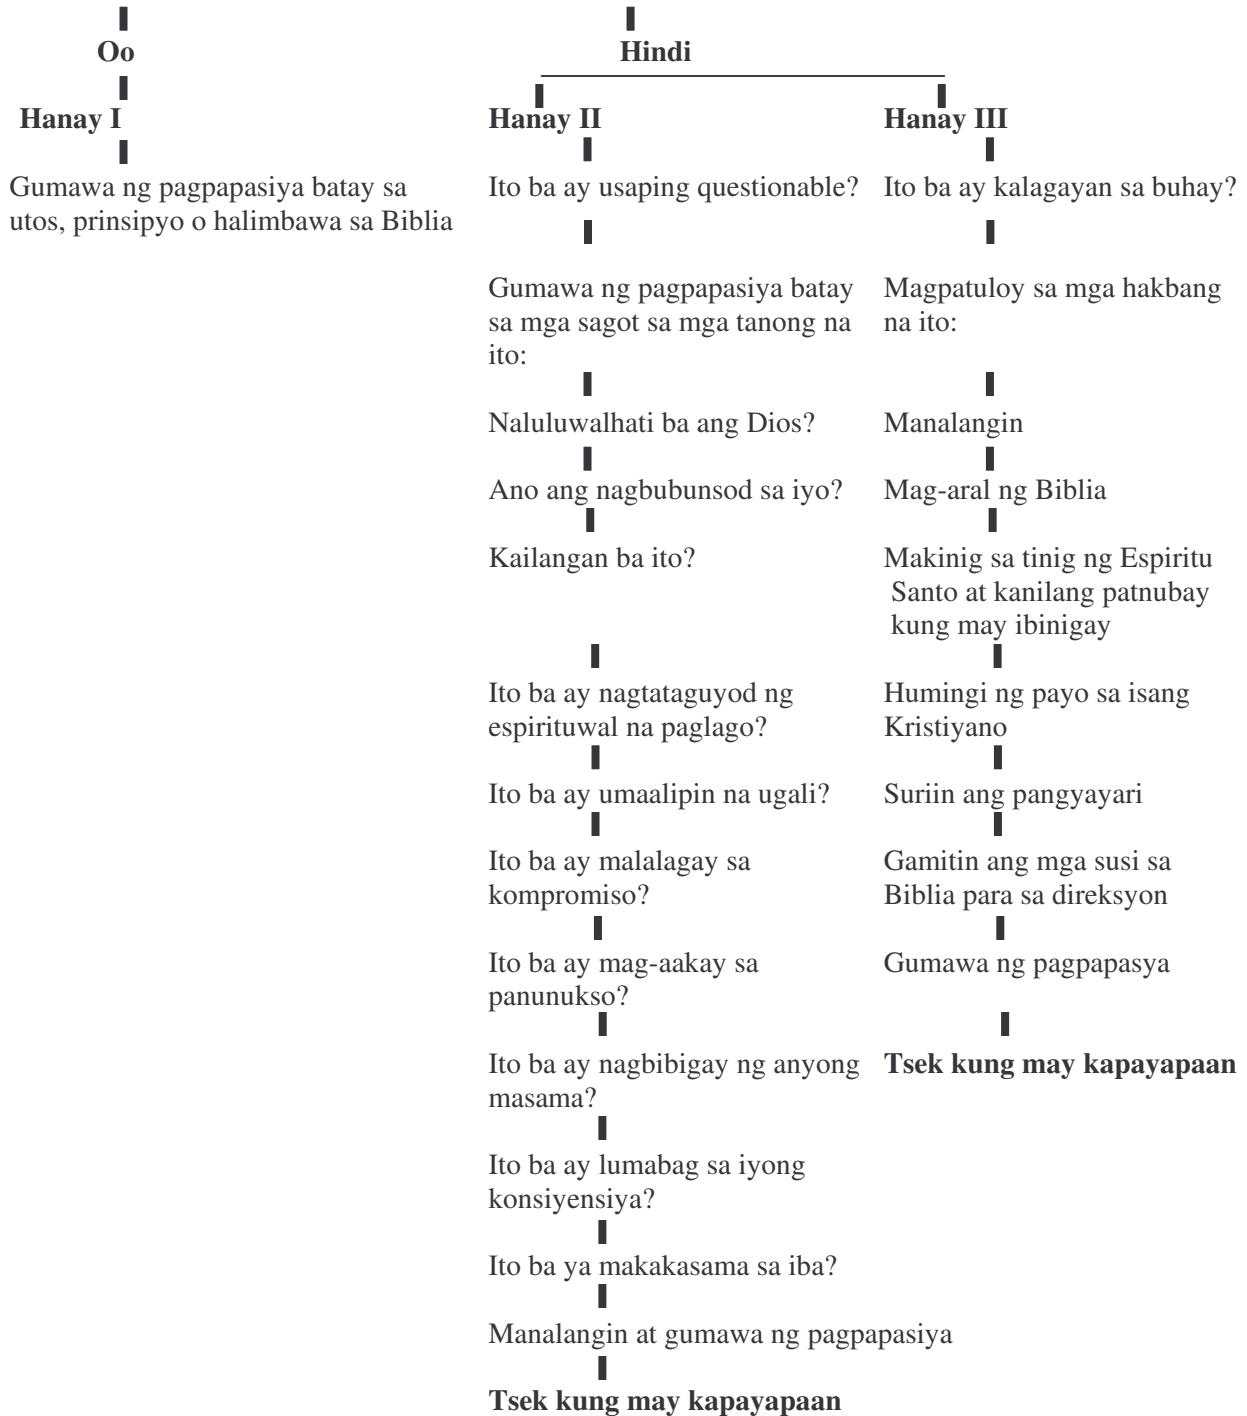 Oo
Hindi
Hanay I
Hanay II
Hanay III
Gumawa ng pagpapasiya batay sa
utos, prinsipyo o halimbawa sa Biblia
Ito ba ay usaping questionable?
Ito ba ay kalagayan sa buhay?
Gumawa ng pagpapasiya batay
sa mga sagot sa mga tanong na
ito:
Magpatuloy sa mga hakbang
na ito:
Naluluwalhati ba ang Dios?
Manalangin
Ano ang nagbubunsod sa iyo?
Mag-aral ng Biblia
Kailangan ba ito?
Makinig sa tinig ng Espiritu
Santo at kanilang patnubay
kung may ibinigay
Ito ba ay nagtataguyod ng
espirituwal na paglago?
Humingi ng payo sa isang
Kristiyano
Ito ba ay umaalipin na ugali?
Suriin ang pangyayari
Ito ba ay malalagay sa
kompromiso?
Gamitin ang mga susi sa
Biblia para sa direksyon
Ito ba ay mag-aakay sa
panunukso?
Gumawa ng pagpapasya
Ito ba ay nagbibigay ng anyong
masama?
Tsek kung may kapayapaan
Ito ba ay lumabag sa iyong
konsiyensiya?
Ito ba ya makakasama sa iba?
Manalangin at gumawa ng pagpapasiya
Tsek kung may kapayapaan